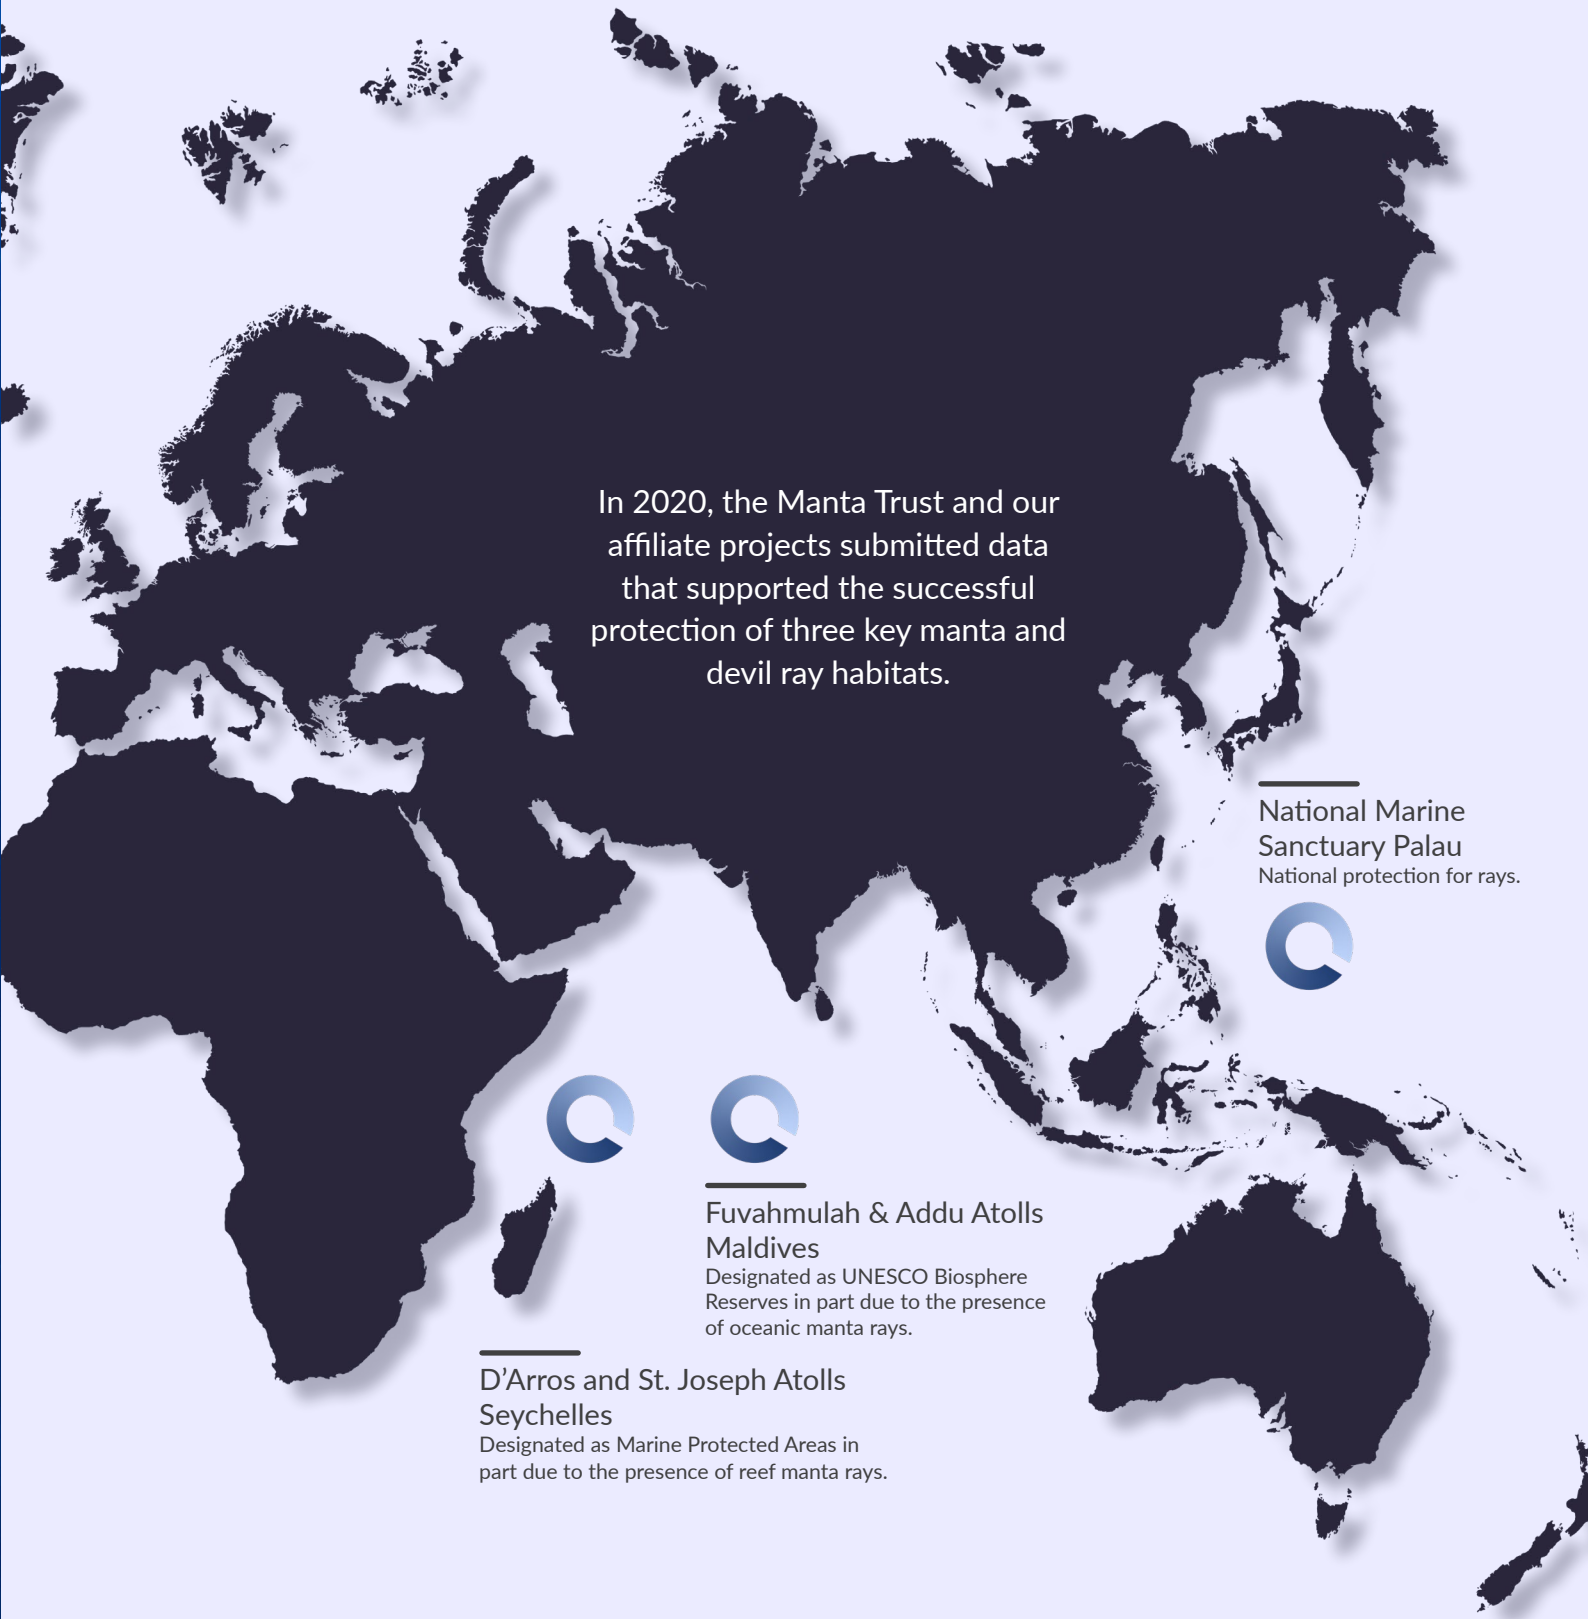 In 2020, the Manta Trust and our
affiliate projects submitted data
that supported the successful
protection of three key manta and
devil ray habitats.
National Marine
Sanctuary Palau
National protection for rays.
Fuvahmulah & Addu Atolls
Maldives
Designated as UNESCO Biosphere
Reserves in part due to the presence
of oceanic manta rays.
D’Arros and St. Joseph Atolls
Seychelles
Designated as Marine Protected Areas in
part due to the presence of reef manta rays.